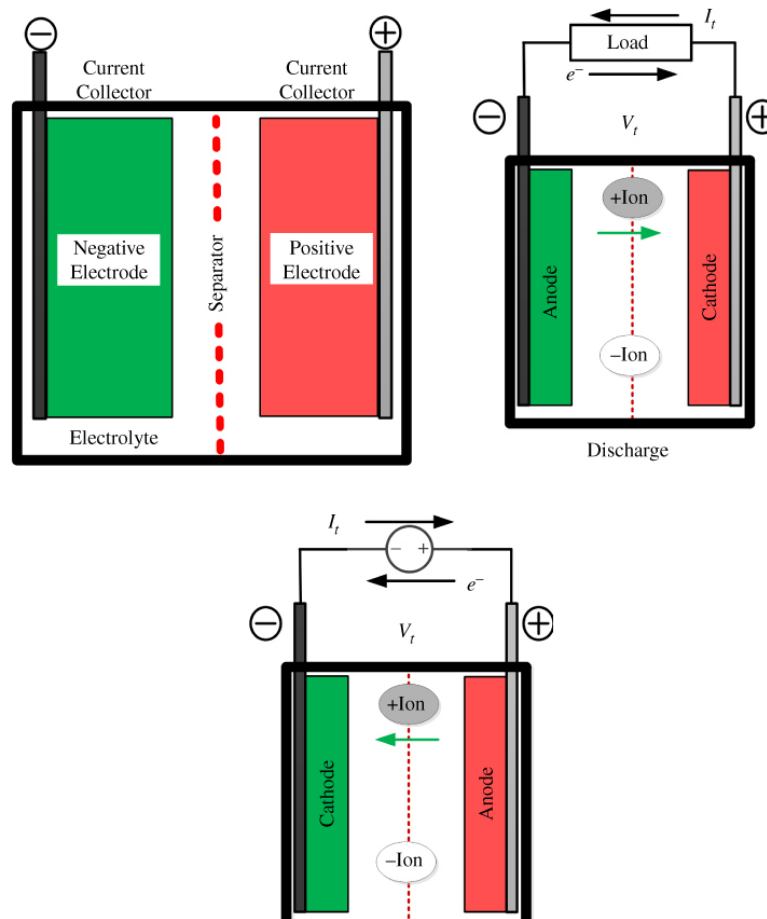 −
+
Current
Collector
Current
Collector
Negative
Electrode
Separator
Positive
Electrode
Electrolyte
I_t
Load
e⁻
−
V_t
+
+Ion
Anode
Cathode
–Ion
Discharge
I_t
− +
e⁻
−
V_t
+
+Ion
Cathode
Anode
–Ion